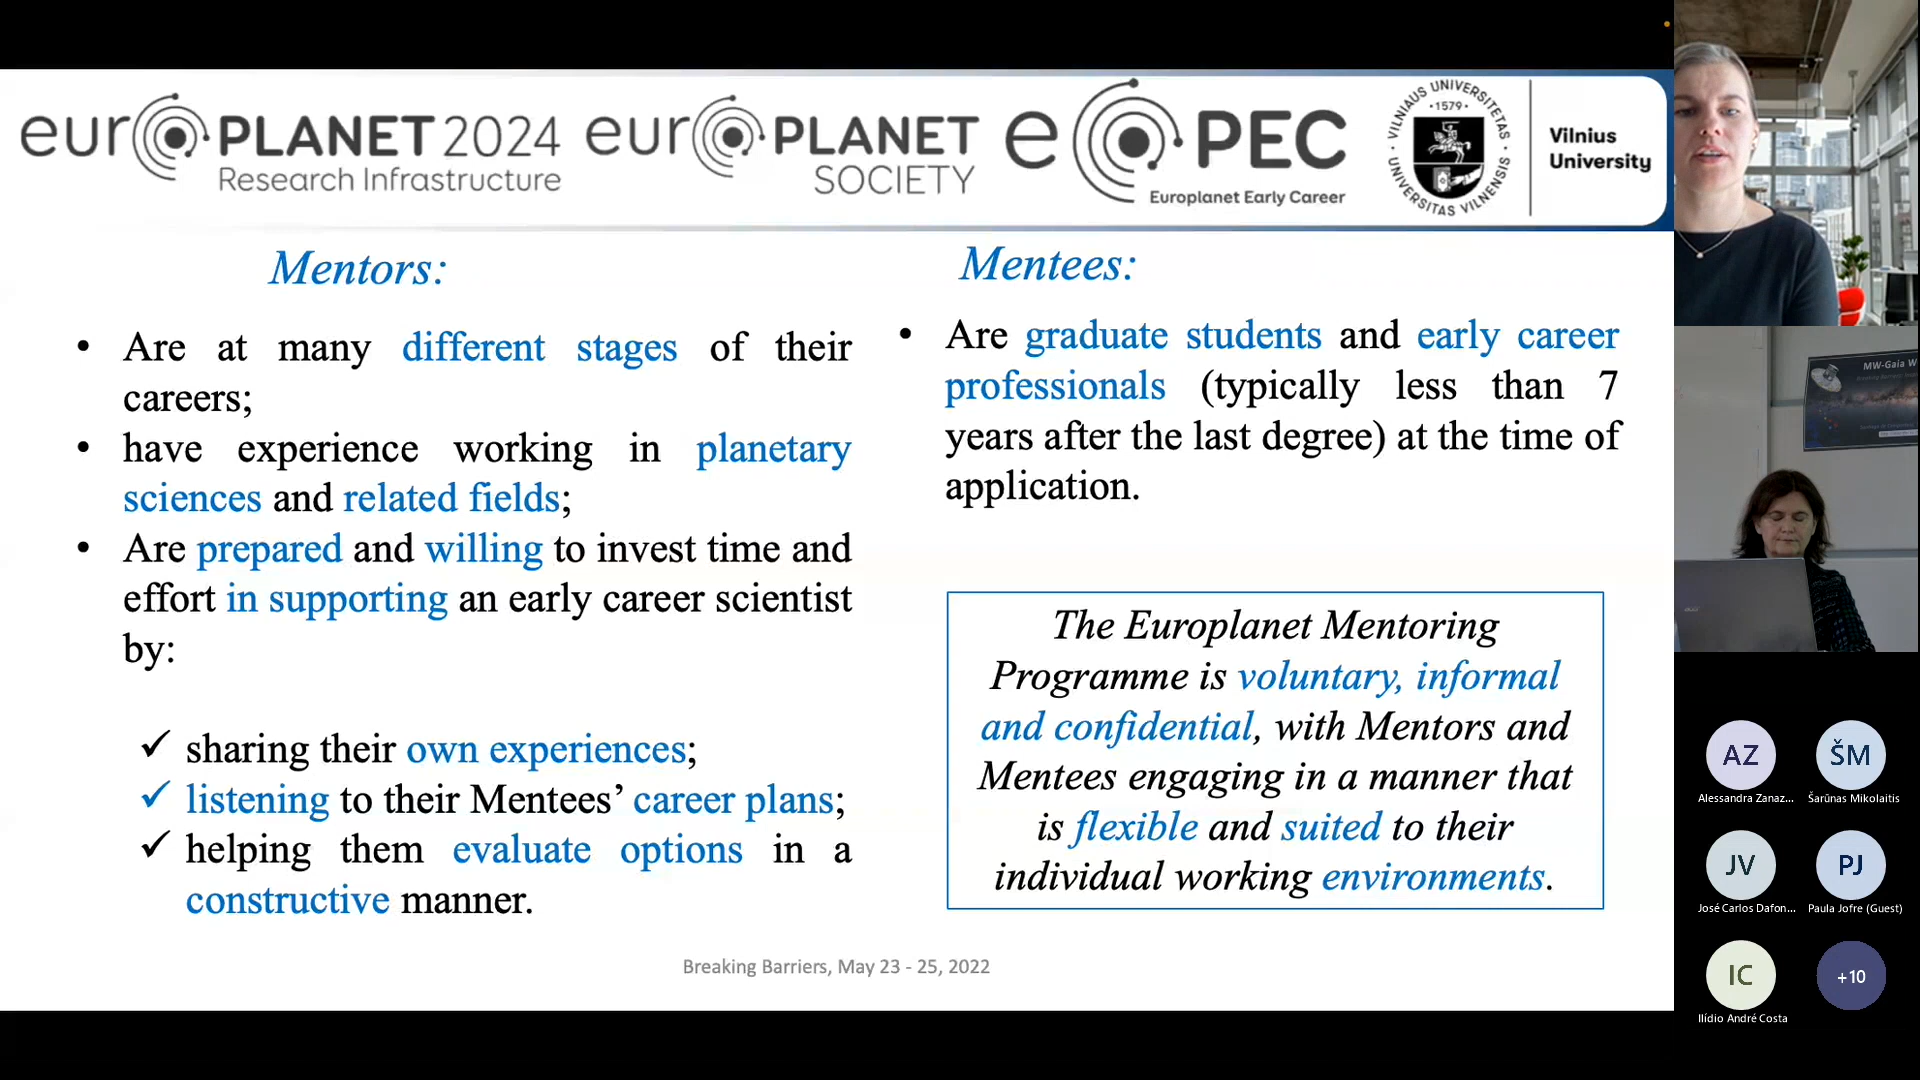 eurOPLANET2024
Research Infrastructure
eurOPLANET
SOCIETY
eOPEC
Europlanet Early Career
VILNIAUS UNIVERSITETAS
·1579·
UNIVERSITAS VILNENSIS
Vilnius
University
Mentors:
• Are at many different stages of their
careers;
• have experience working in planetary
sciences and related fields;
• Are prepared and willing to invest time and
effort in supporting an early career scientist
by:
✓ sharing their own experiences;
✓ listening to their Mentees’ career plans;
✓ helping them evaluate options in a
constructive manner.
Mentees:
• Are graduate students and early career
professionals (typically less than 7
years after the last degree) at the time of
application.
The Europlanet Mentoring
Programme is voluntary, informal
and confidential, with Mentors and
Mentees engaging in a manner that
is flexible and suited to their
individual working environments.
Breaking Barriers, May 23 - 25, 2022
MW-Gaia W
AZ
Alessandra Zanaz...
ŠM
Šarūnas Mikolaitis
JV
José Carlos Dafon...
PJ
Paula Jofre (Guest)
IC
Ilídio André Costa
+10